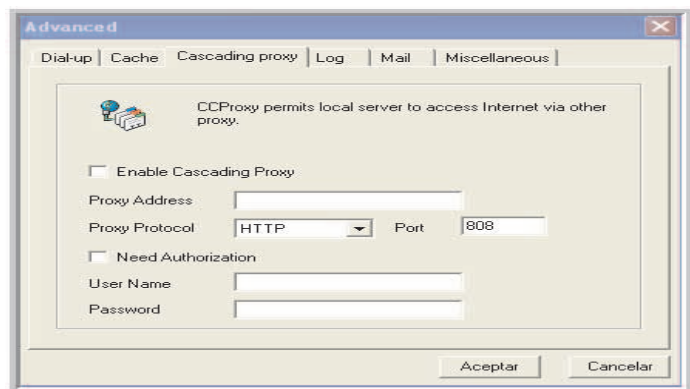 Advanced
Dial-up Cache Cascading proxy Log Mail Miscellaneous
CCProxy permits local server to access Internet via other
proxy.
Enable Cascading Proxy
Proxy Address
Proxy Protocol HTTP Port 808
Need Authorization
User Name
Password
Aceptar Cancelar